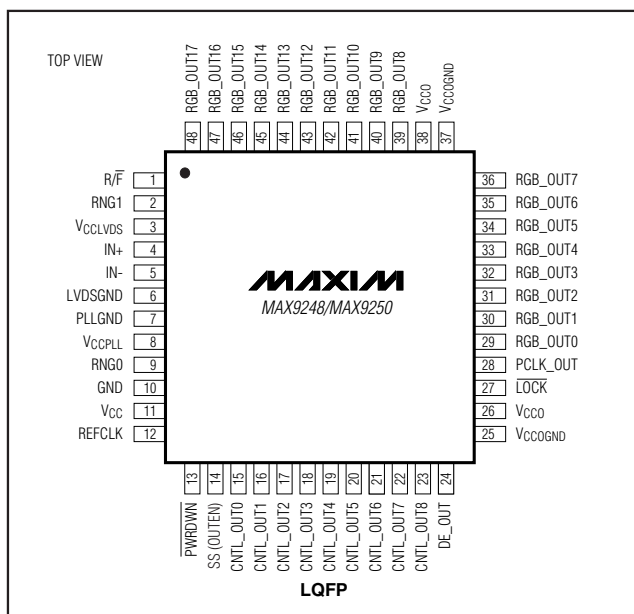 TOP VIEW
RGB_OUT17
RGB_OUT16
RGB_OUT15
RGB_OUT14
RGB_OUT13
RGB_OUT12
RGB_OUT11
RGB_OUT10
RGB_OUT9
RGB_OUT8
VCCO
VCCOGND
48 47 46 45 44 43 42 41 40 39 38 37
R/F̅ 1
RNG1 2
VCCLVDS 3
IN+ 4
IN- 5
LVDSGND 6
PLLGND 7
VCCPLL 8
RNG0 9
GND 10
VCC 11
REFCLK 12
MAXIM
MAX9248/MAX9250
36 RGB_OUT7
35 RGB_OUT6
34 RGB_OUT5
33 RGB_OUT4
32 RGB_OUT3
31 RGB_OUT2
30 RGB_OUT1
29 RGB_OUT0
28 PCLK_OUT
27 L̅O̅C̅K̅
26 VCCO
25 VCCOGND
13 14 15 16 17 18 19 20 21 22 23 24
P̅W̅R̅D̅W̅N̅
SS (OUTEN)
CNTL_OUT0
CNTL_OUT1
CNTL_OUT2
CNTL_OUT3
CNTL_OUT4
CNTL_OUT5
CNTL_OUT6
CNTL_OUT7
CNTL_OUT8
DE_OUT
LQFP